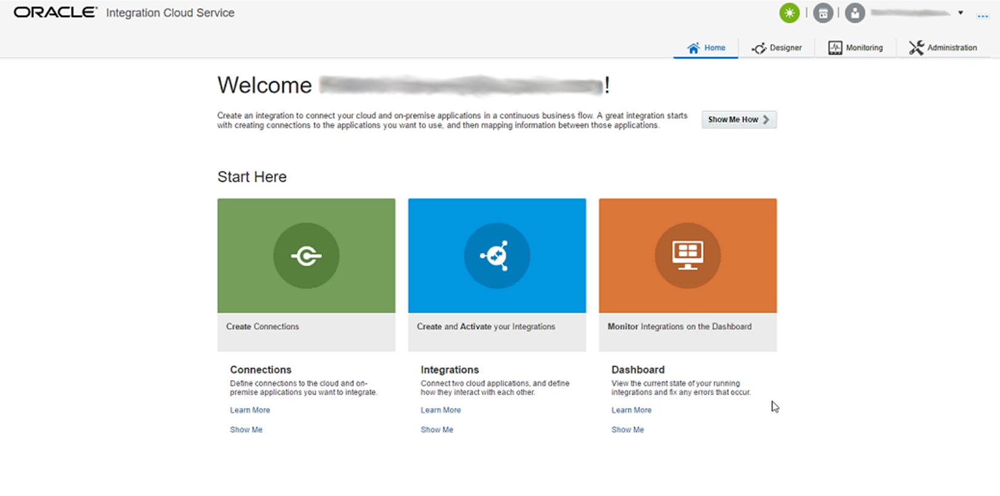 ORACLE® Integration Cloud Service
Home
Designer
Monitoring
Administration
Welcome !
Create an integration to connect your cloud and on-premise applications in a continuous business flow. A great integration starts
with creating connections to the applications you want to use, and then mapping information between those applications.
Show Me How
Start Here
Create Connections
Create and Activate your Integrations
Monitor Integrations on the Dashboard
Connections
Define connections to the cloud and on-
premise applications you want to integrate.
Learn More
Show Me
Integrations
Connect two cloud applications, and define
how they interact with each other.
Learn More
Show Me
Dashboard
View the current state of your running
integrations and fix any errors that occur.
Learn More
Show Me